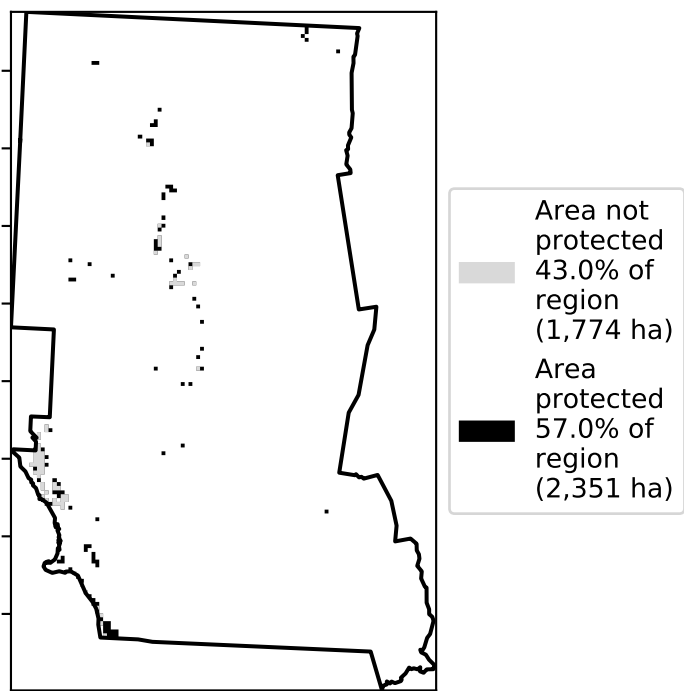 Area not
protected
43.0% of
region
(1,774 ha)
Area
protected
57.0% of
region
(2,351 ha)